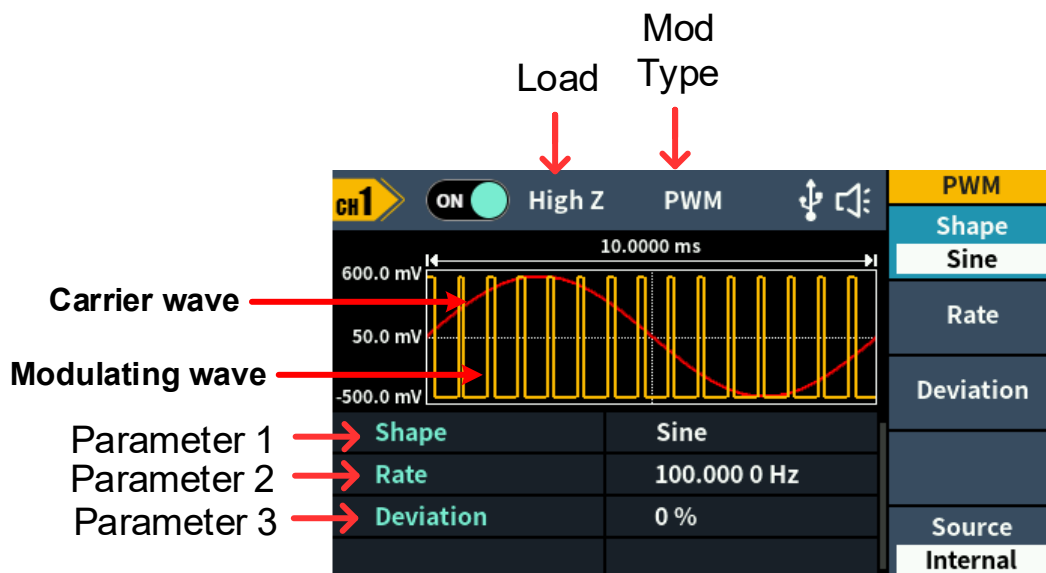 Mod
Type
Load
CH1
ON
High Z
PWM
PWM
Shape
Sine
Rate
Deviation
Source
Internal
10.0000 ms
600.0 mV
50.0 mV
-500.0 mV
Carrier wave
Modulating wave
Parameter 1
Shape
Sine
Parameter 2
Rate
100.000 0 Hz
Parameter 3
Deviation
0 %